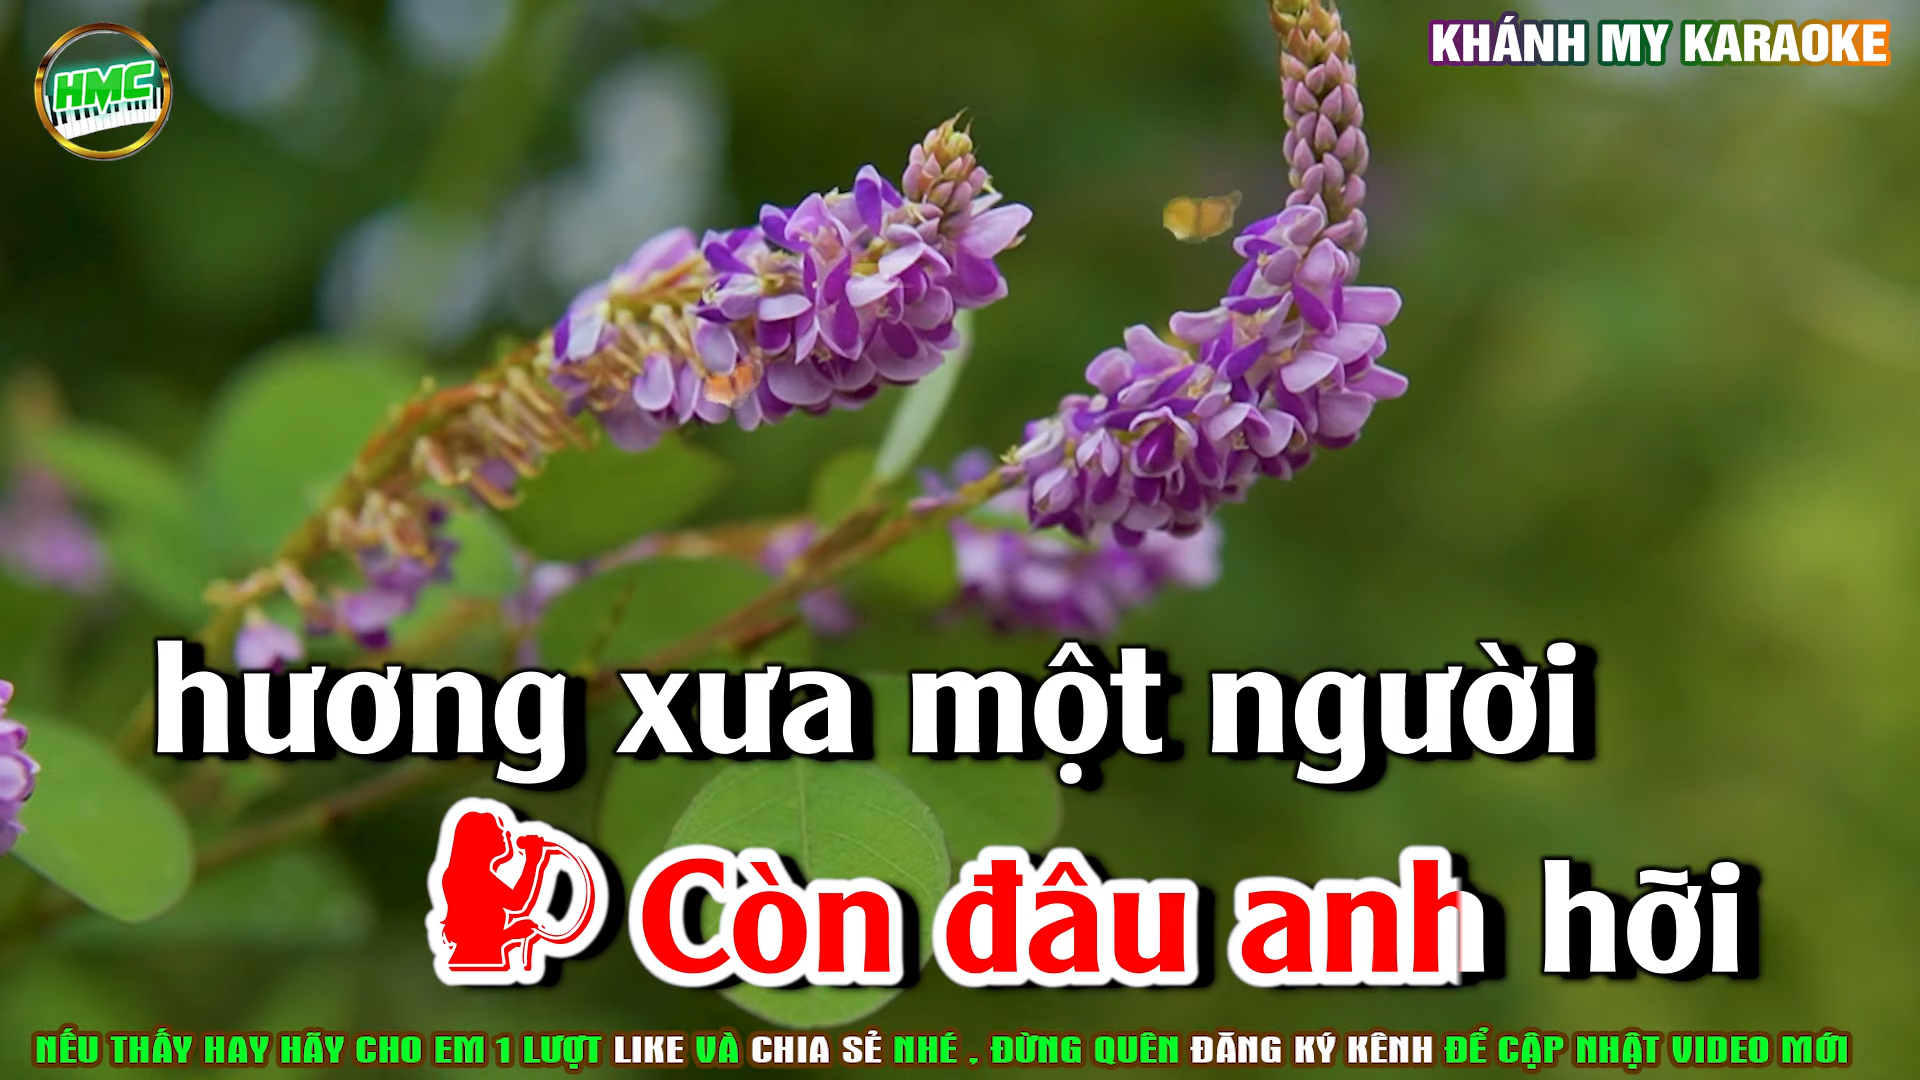 HMC
KHÁNH MY KARAOKE
hương xưa một người
Còn đâu anh hỡi
NẾU THẤY HAY HÃY CHO EM 1 LƯỢT LIKE VÀ CHIA SẺ NHÉ , ĐỪNG QUÊN ĐĂNG KÝ KÊNH ĐỂ CẬP NHẬT VIDEO MỚI